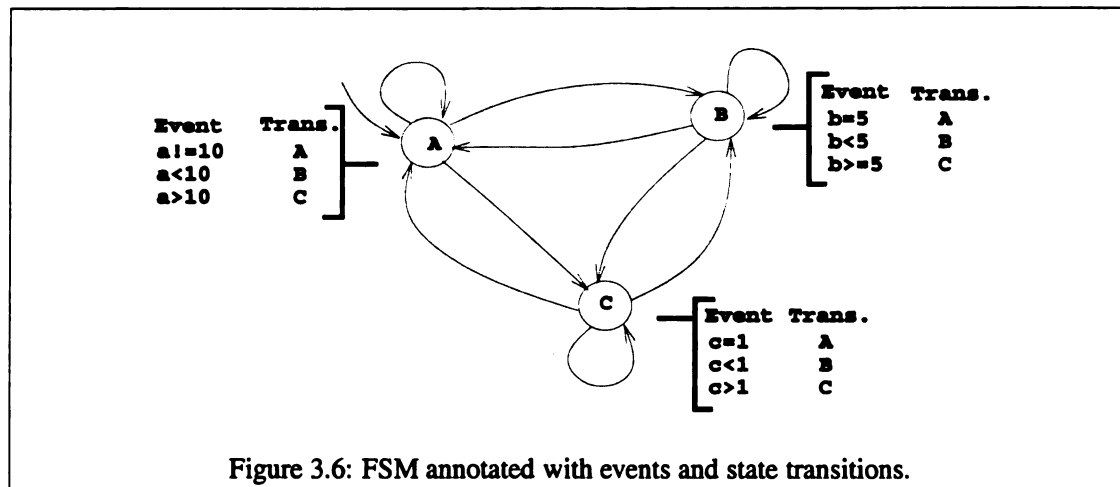 Event Trans.
a!=10 A
a<10 B
a>10 C
A
B
Event Trans.
b=5 A
b<5 B
b>=5 C
C
Event Trans.
c=1 A
c<1 B
c>1 C
Figure 3.6: FSM annotated with events and state transitions.